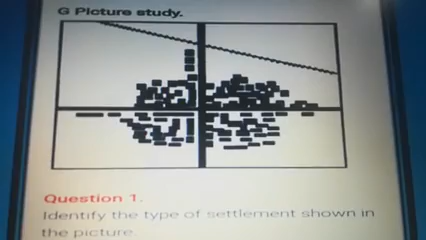 G Picture study.
Question 1.
Identify the type of settlement shown in
the picture.